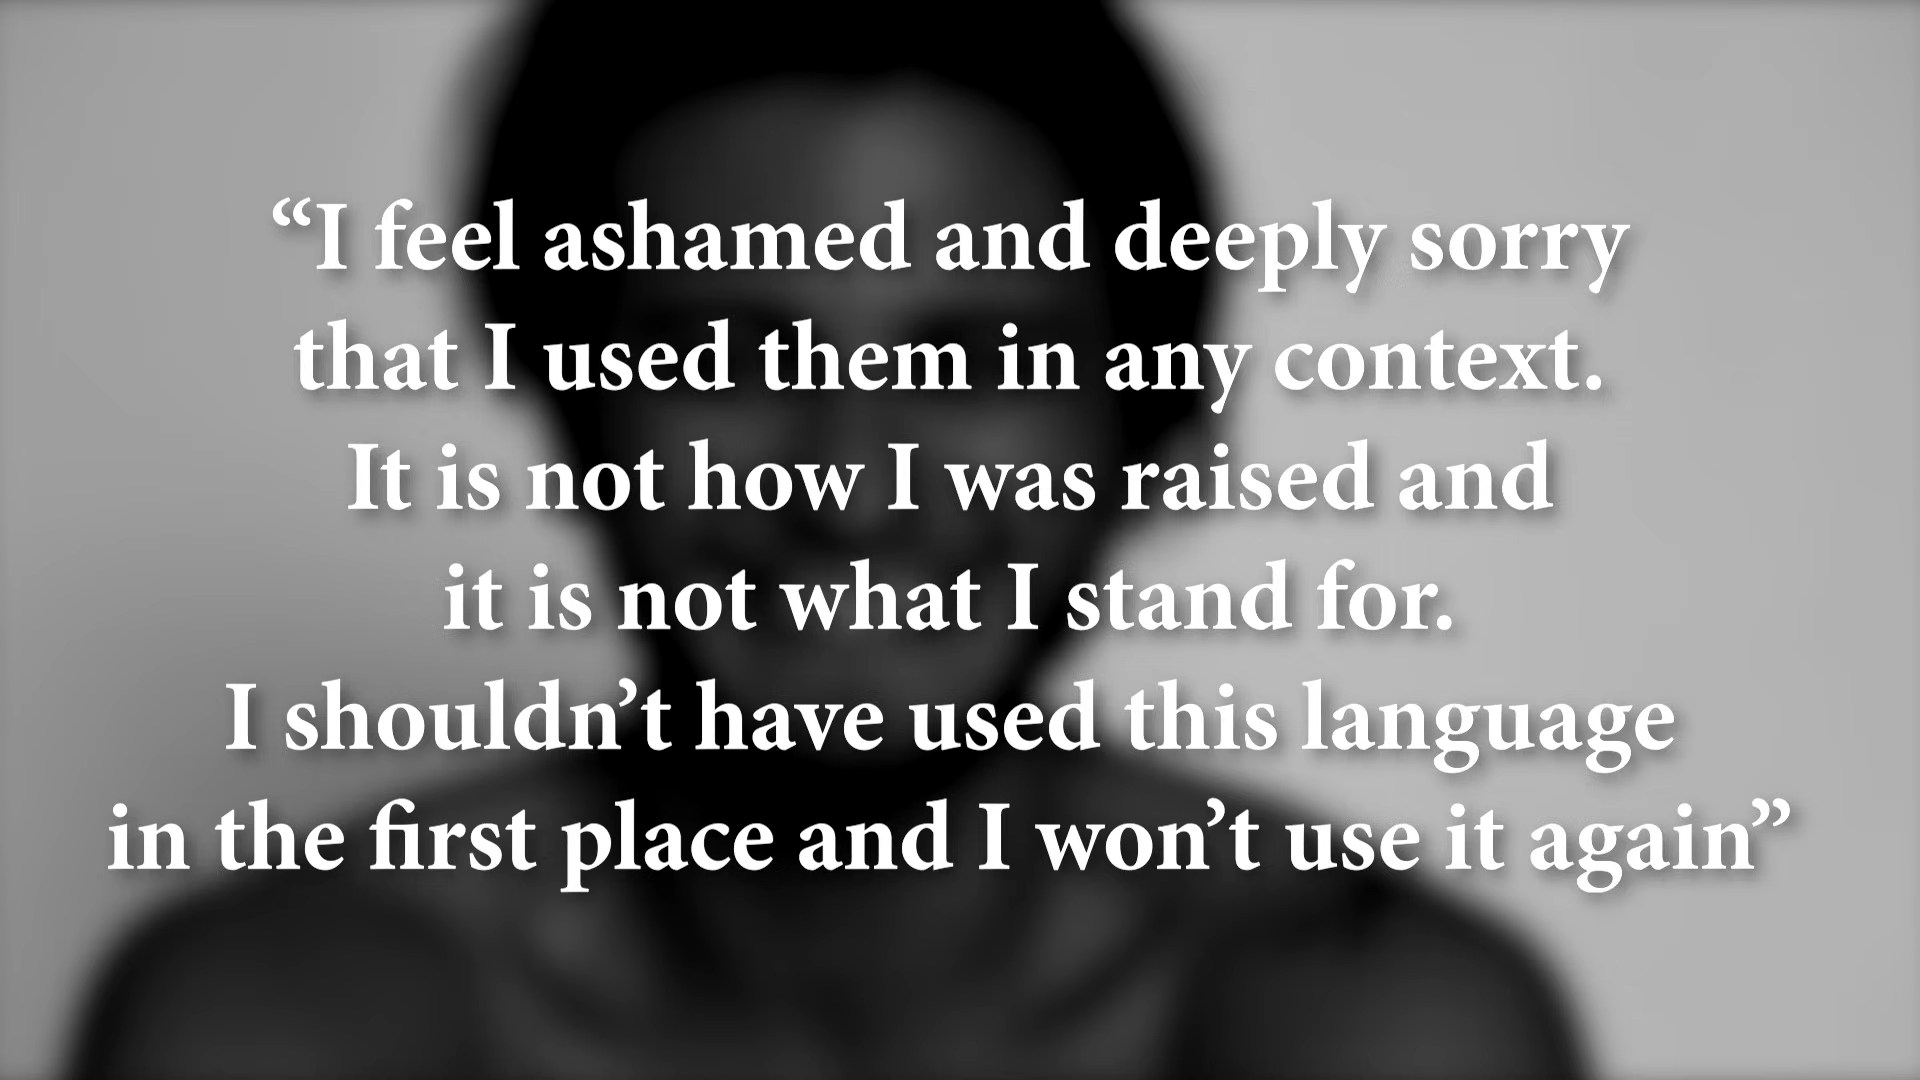 “I feel ashamed and deeply sorry
that I used them in any context.
It is not how I was raised and
it is not what I stand for.
I shouldn’t have used this language
in the first place and I won’t use it again”